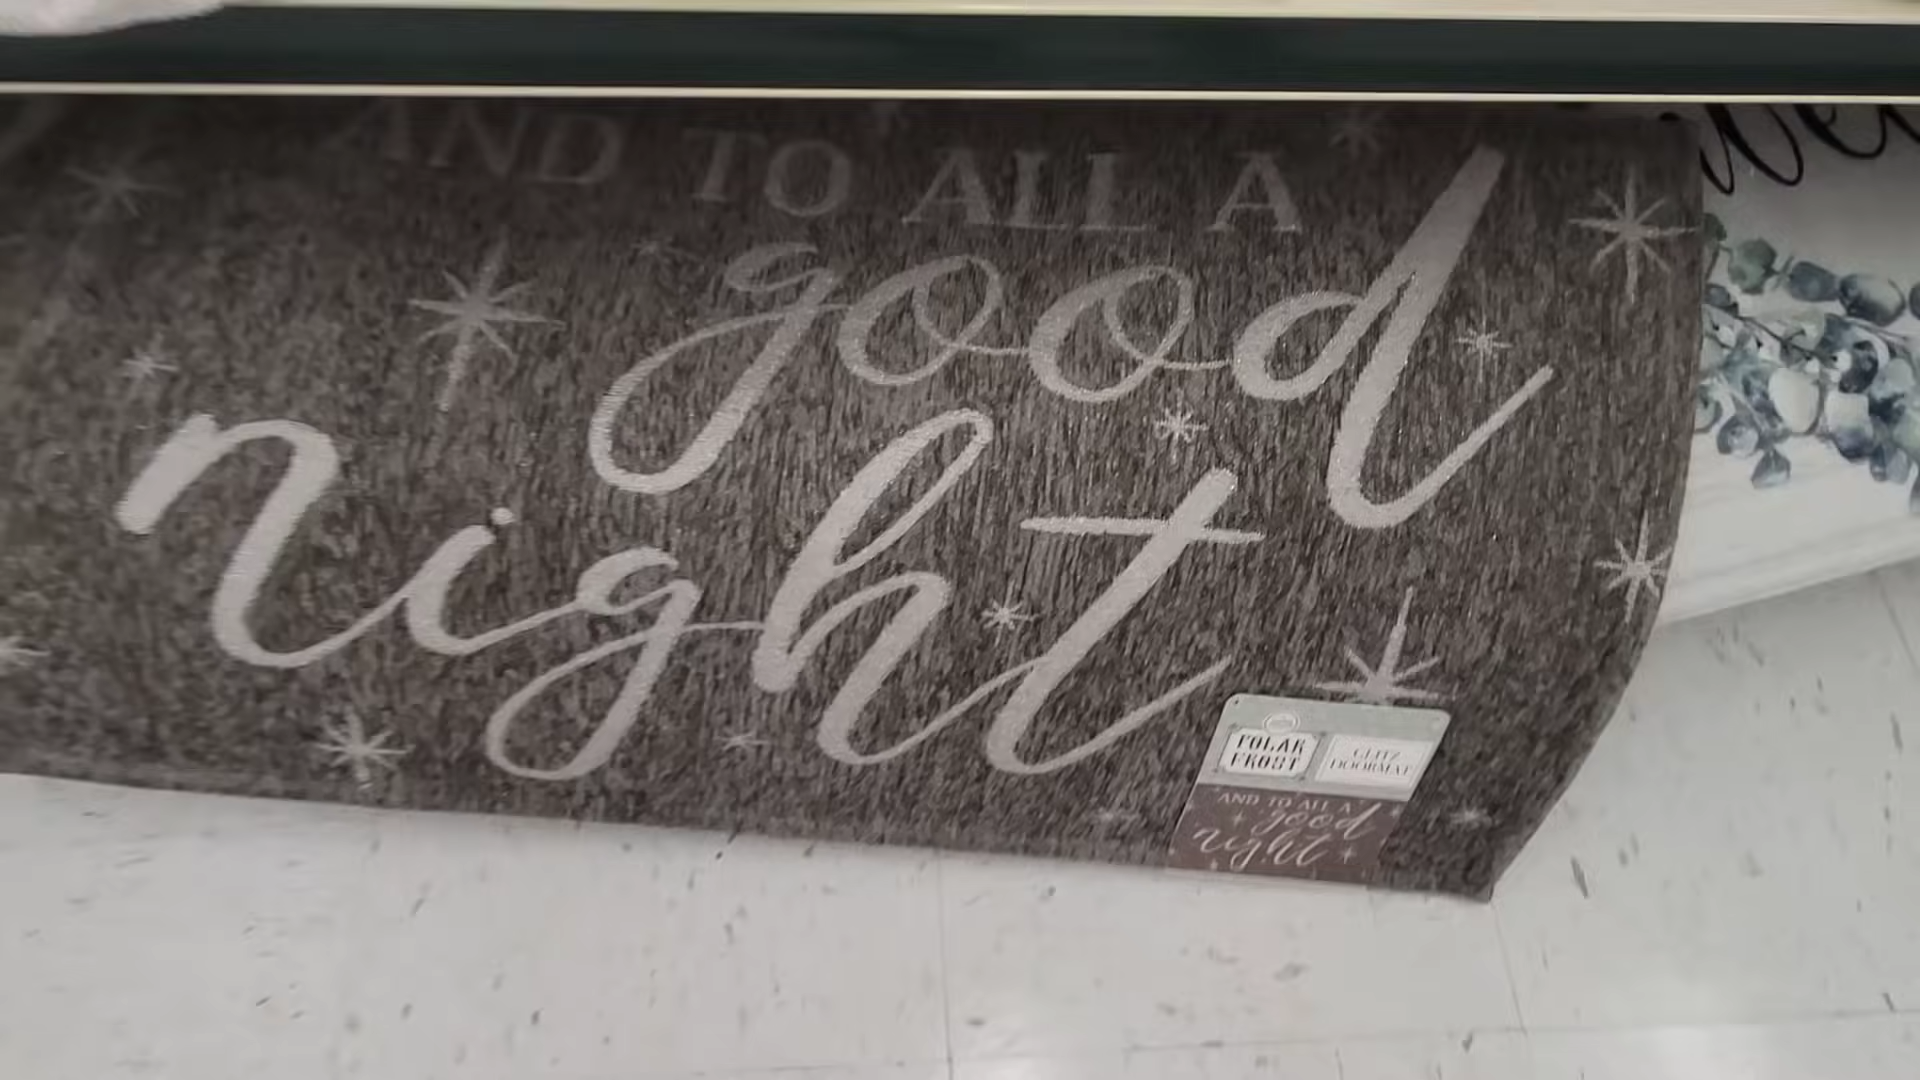 AND TO ALL A
good
night
POLAR
FROST
GLITZ
DOORMAT
AND TO ALL A
good
night